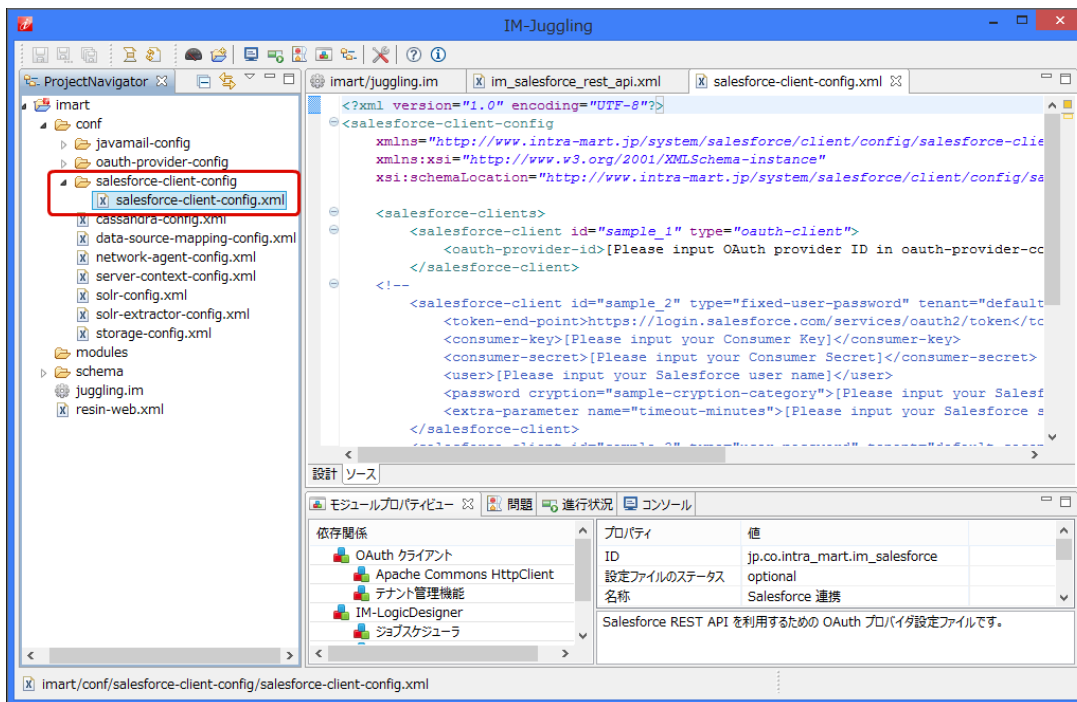 IM-Juggling
ProjectNavigator
imart
conf
javamail-config
oauth-provider-config
salesforce-client-config
salesforce-client-config.xml
cassandra-config.xml
data-source-mapping-config.xml
network-agent-config.xml
server-context-config.xml
solr-config.xml
solr-extractor-config.xml
storage-config.xml
modules
schema
juggling.im
resin-web.xml
imart/juggling.im
im_salesforce_rest_api.xml
salesforce-client-config.xml
<?xml version="1.0" encoding="UTF-8"?>
<salesforce-client-config
xmlns="http://www.intra-mart.jp/system/salesforce/client/config/salesforce-clie
xmlns:xsi="http://www.w3.org/2001/XMLSchema-instance"
xsi:schemaLocation="http://www.intra-mart.jp/system/salesforce/client/config/sa
<salesforce-clients>
<salesforce-client id="sample_1" type="oauth-client">
<oauth-provider-id>[Please input OAuth provider ID in oauth-provider-co
</salesforce-client>
<!--
<salesforce-client id="sample_2" type="fixed-user-password" tenant="default
<token-end-point>https://login.salesforce.com/services/oauth2/token</to
<consumer-key>[Please input your Consumer Key]</consumer-key>
<consumer-secret>[Please input your Consumer Secret]</consumer-secret>
<user>[Please input your Salesforce user name]</user>
<password cryption="sample-cryption-category">[Please input your Salesf
<extra-parameter name="timeout-minutes">[Please input your Salesforce s
</salesforce-client>
設計 ソース
モジュールプロパティビュー 問題 進行状況 コンソール
依存関係
OAuth クライアント
Apache Commons HttpClient
テナント管理機能
IM-LogicDesigner
ジョブスケジューラ
プロパティ 値
ID jp.co.intra_mart.im_salesforce
設定ファイルのステータス optional
名称 Salesforce 連携
Salesforce REST API を利用するための OAuth プロバイダ設定ファイルです。
imart/conf/salesforce-client-config/salesforce-client-config.xml